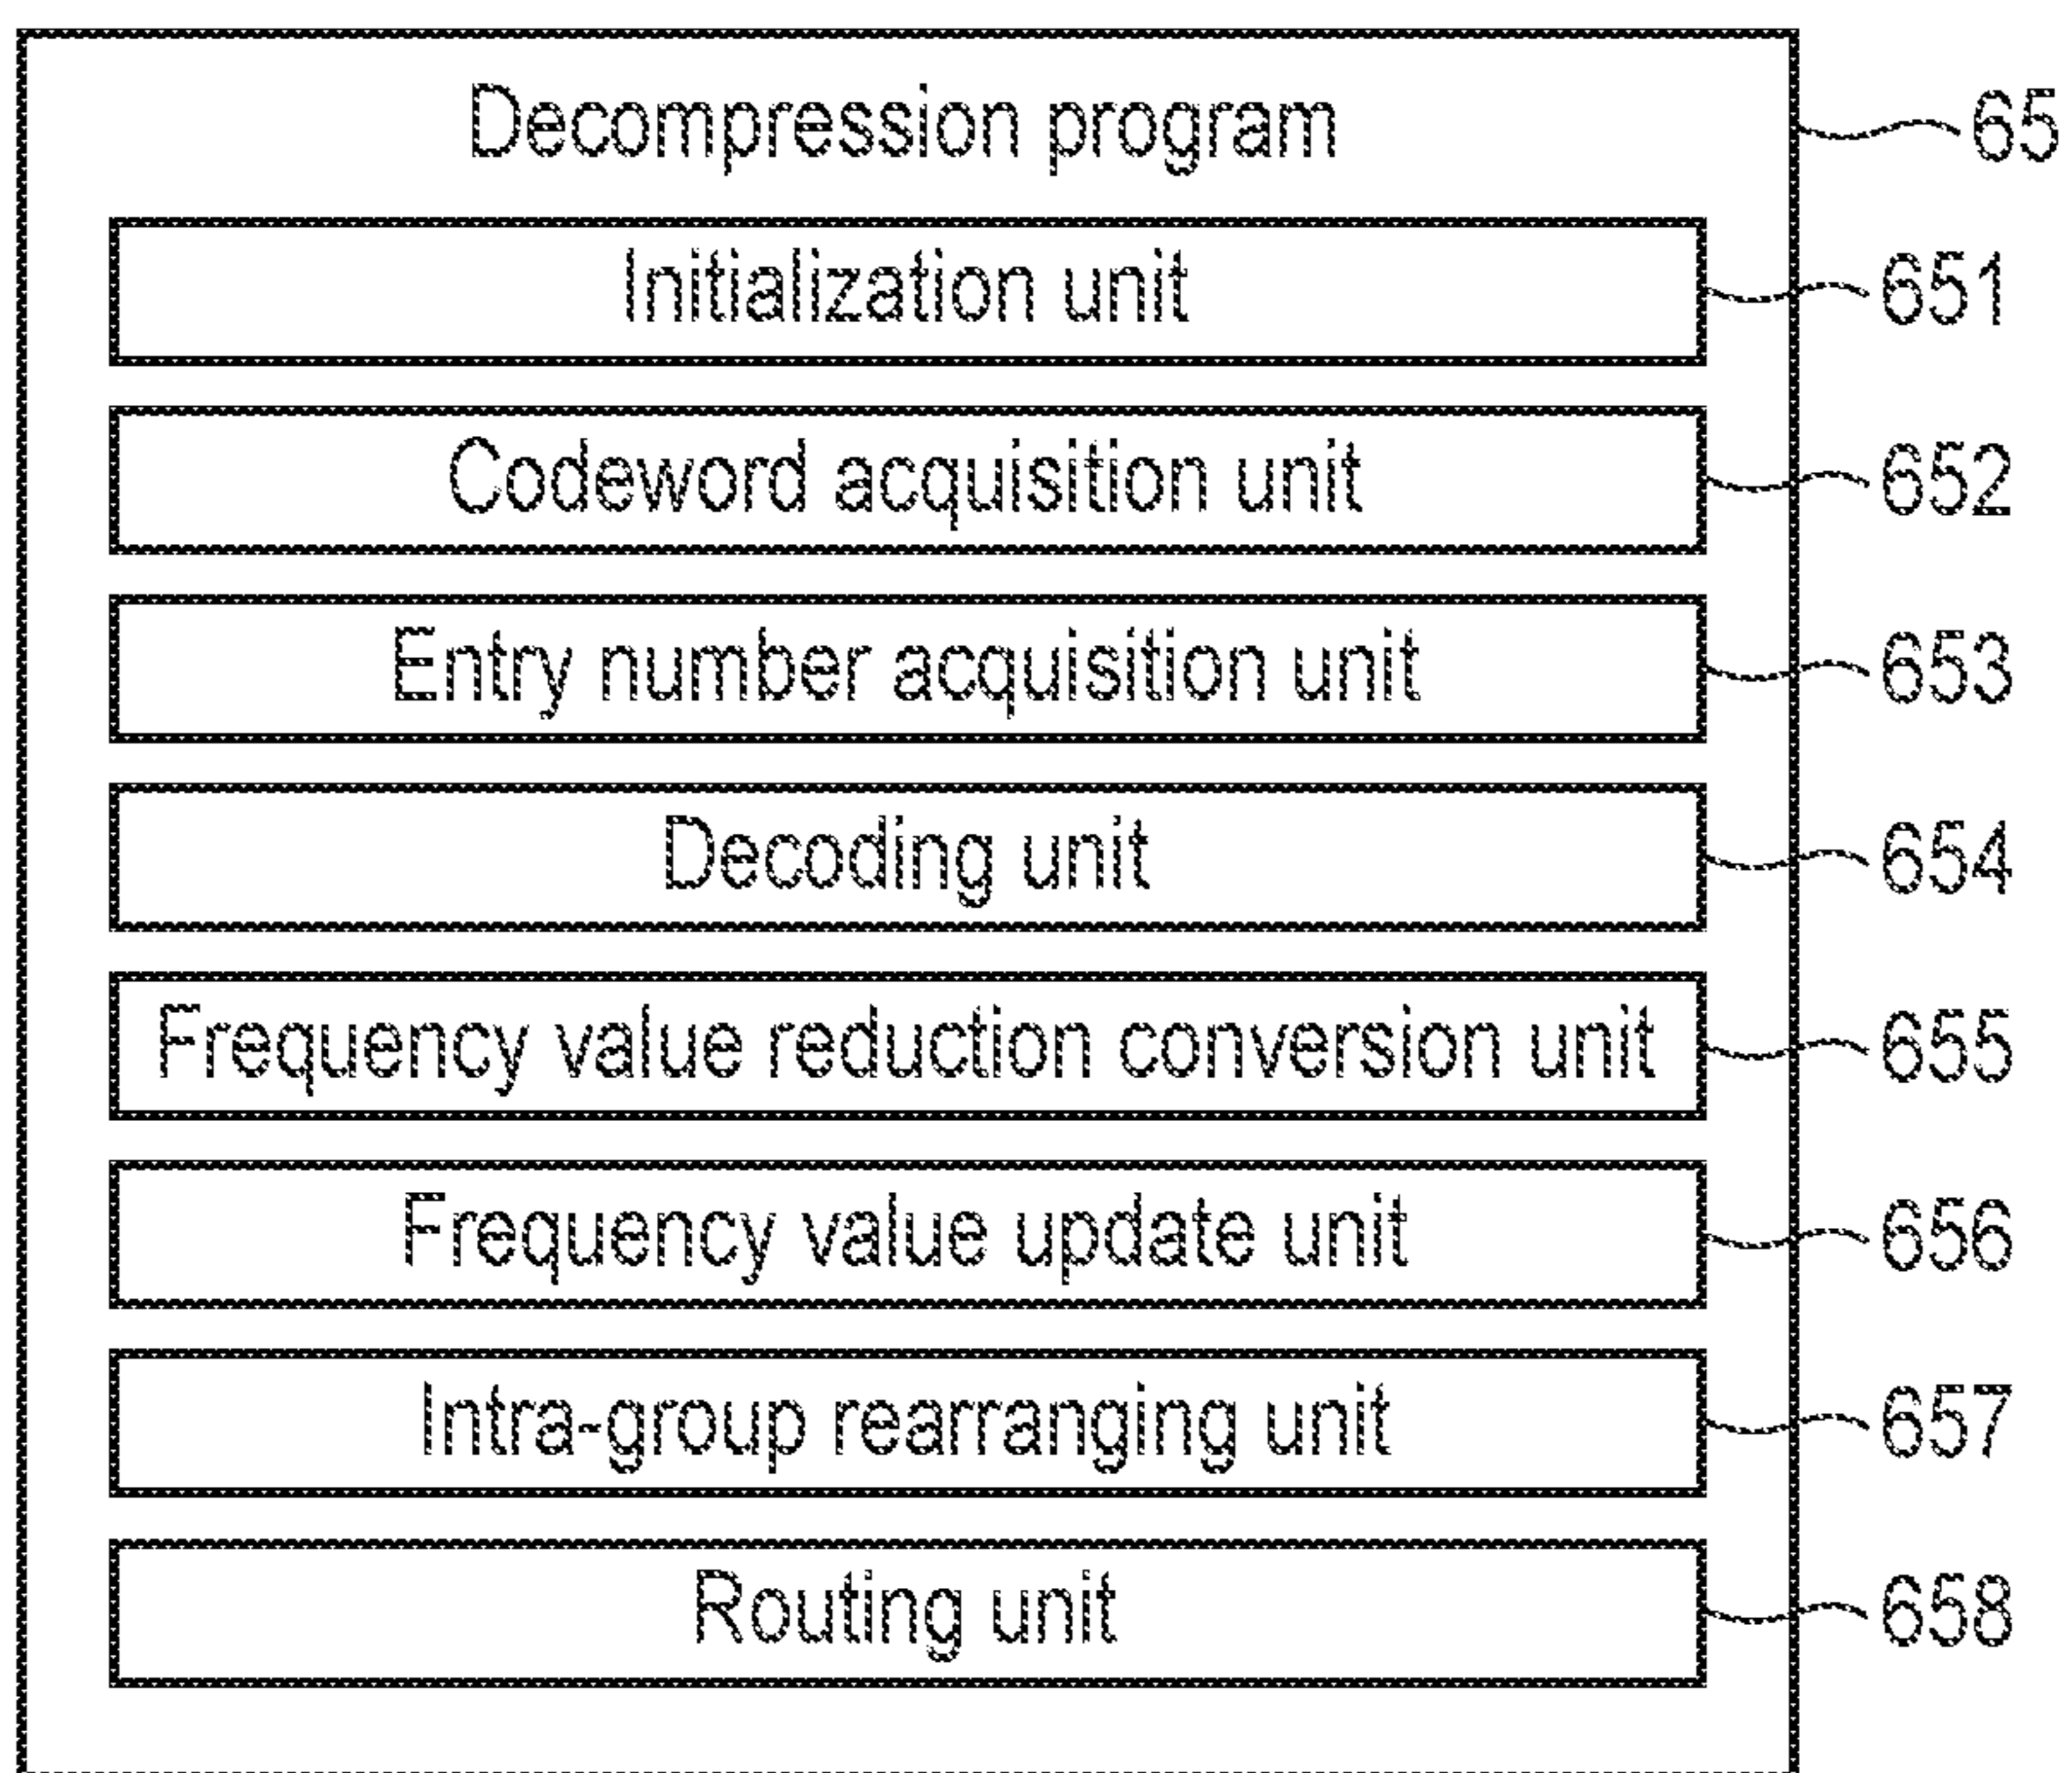 Decompression program 65
Initialization unit 651
Codeword acquisition unit 652
Entry number acquisition unit 653
Decoding unit 654
Frequency value reduction conversion unit 655
Frequency value update unit 656
Intra-group rearranging unit 657
Routing unit 658